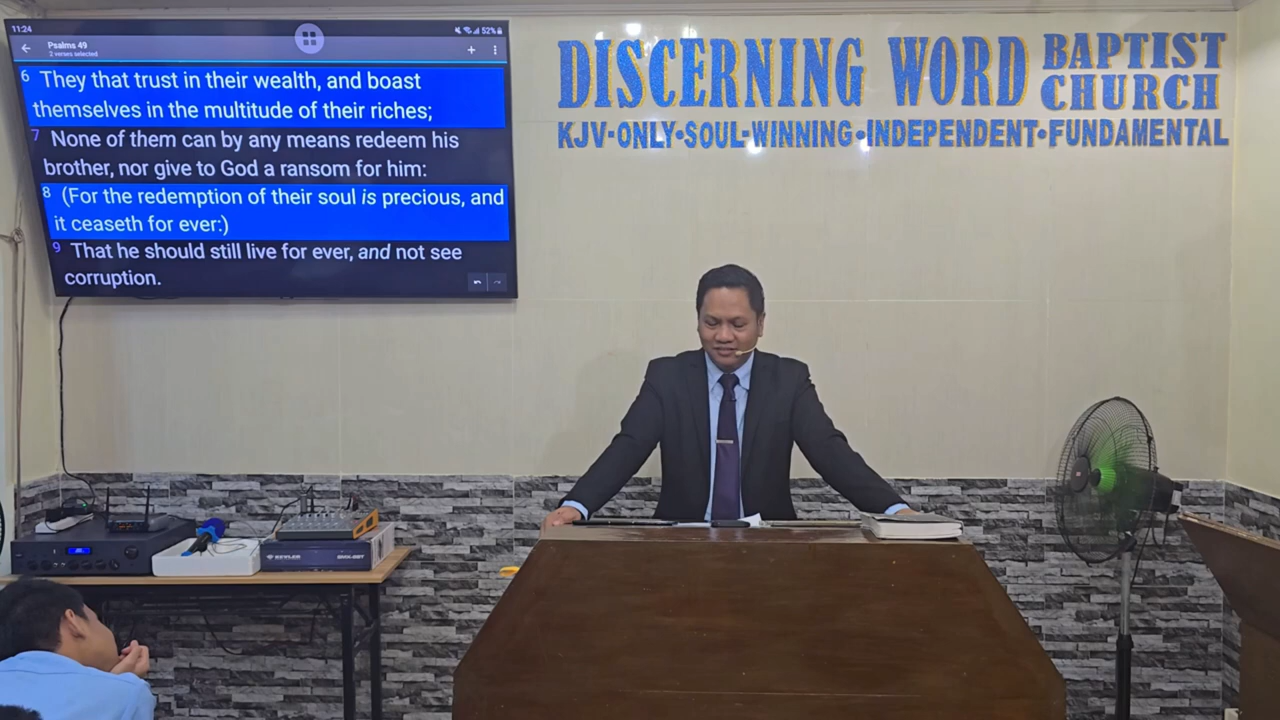 11:24
52%
Psalms 49
2 verses selected
6 They that trust in their wealth, and boast
themselves in the multitude of their riches;
7 None of them can by any means redeem his
brother, nor give to God a ransom for him:
8 (For the redemption of their soul is precious, and
it ceaseth for ever:)
9 That he should still live for ever, and not see
corruption.
DISCERNING WORD BAPTIST
CHURCH
KJV-ONLY•SOUL-WINNING•INDEPENDENT•FUNDAMENTAL
KEVLER